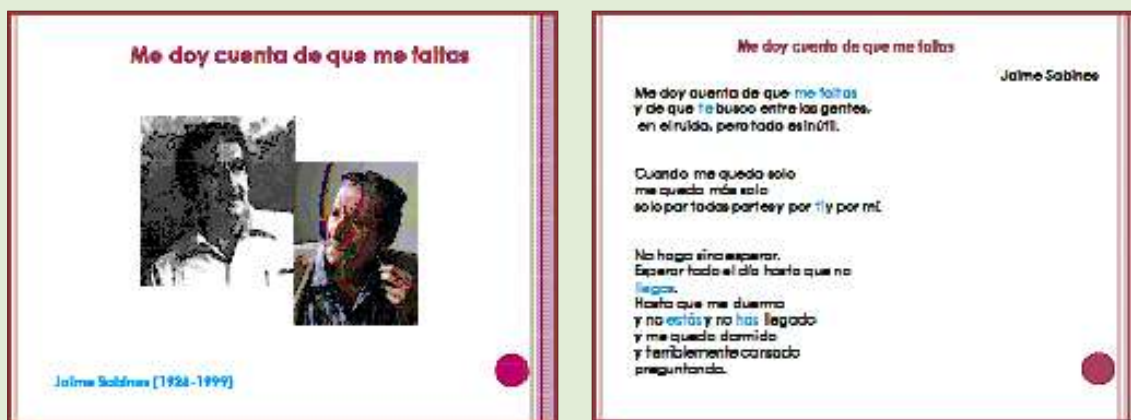 Me doy cuenta de que me faltas
Jaime Sabines (1926-1999)
Me doy cuenta de que me faltas
Jaime Sabines
Me doy cuenta de que me faltas
y de que te busco entre las gentes,
en el ruido, pero todo es inútil.
Cuando me quedo solo
me quedo más solo
solo por todas partes y por ti y por mí.
No hago sino esperar.
Esperar todo el día hasta que no
llegas.
Hasta que me duermo
y no estás y no has llegado
y me quedo dormido
y terriblemente cansado
preguntando.